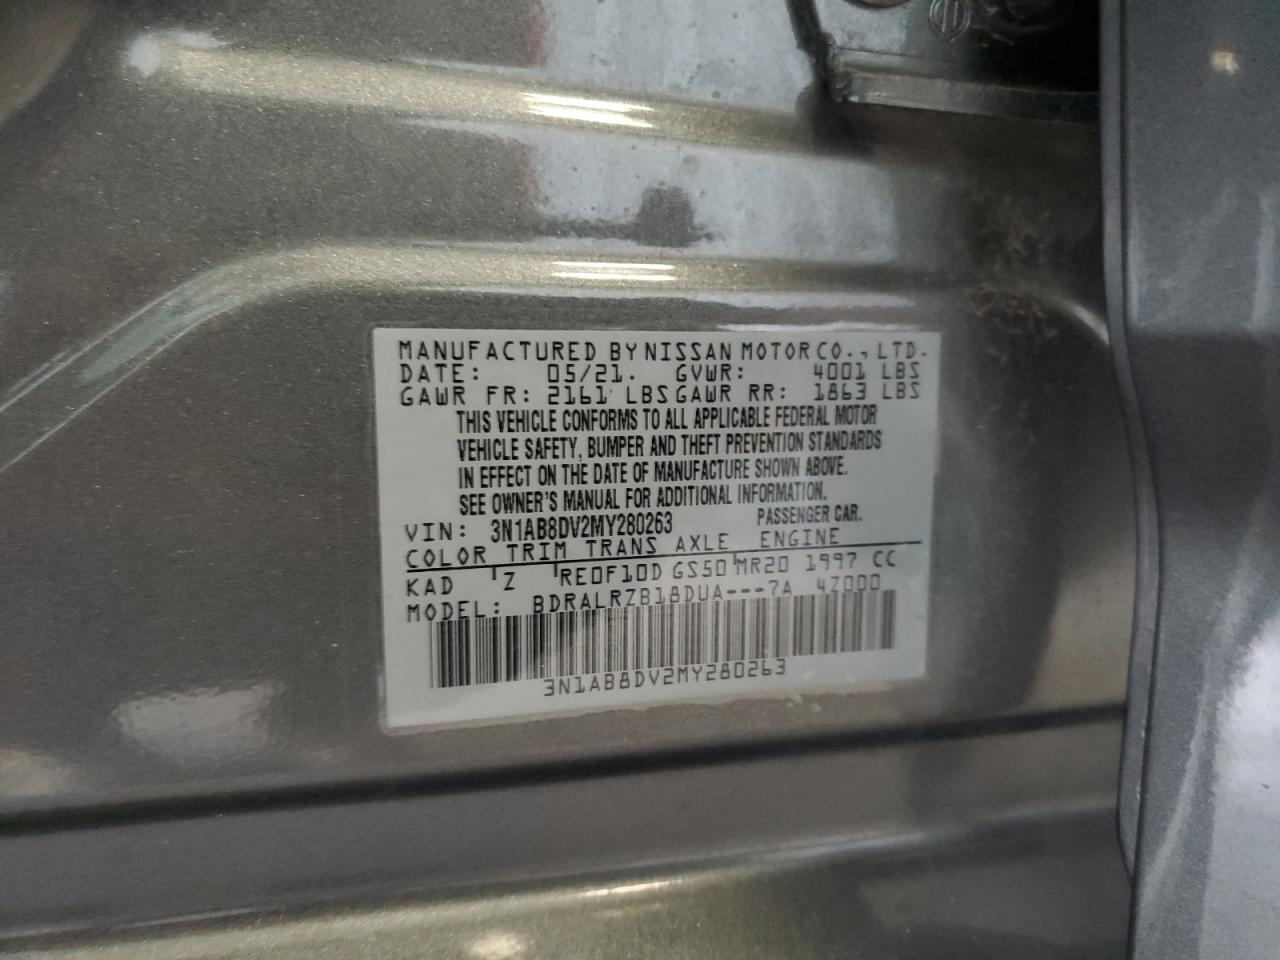 MANUFACTURED BY NISSAN MOTOR CO., LTD.
DATE: 05/21. GVWR: 4001 LBS
GAWR FR: 2161 LBS GAWR RR: 1863 LBS
THIS VEHICLE CONFORMS TO ALL APPLICABLE FEDERAL MOTOR
VEHICLE SAFETY, BUMPER AND THEFT PREVENTION STANDARDS
IN EFFECT ON THE DATE OF MANUFACTURE SHOWN ABOVE.
SEE OWNER'S MANUAL FOR ADDITIONAL INFORMATION.
VIN: 3N1AB8DV2MY280263 PASSENGER CAR.
COLOR TRIM TRANS AXLE ENGINE
KAD Z RE0F10D GS50 MR20 1997 CC
MODEL: BDRALRZB18DUA---7A 4Z000
3N1AB8DV2MY280263